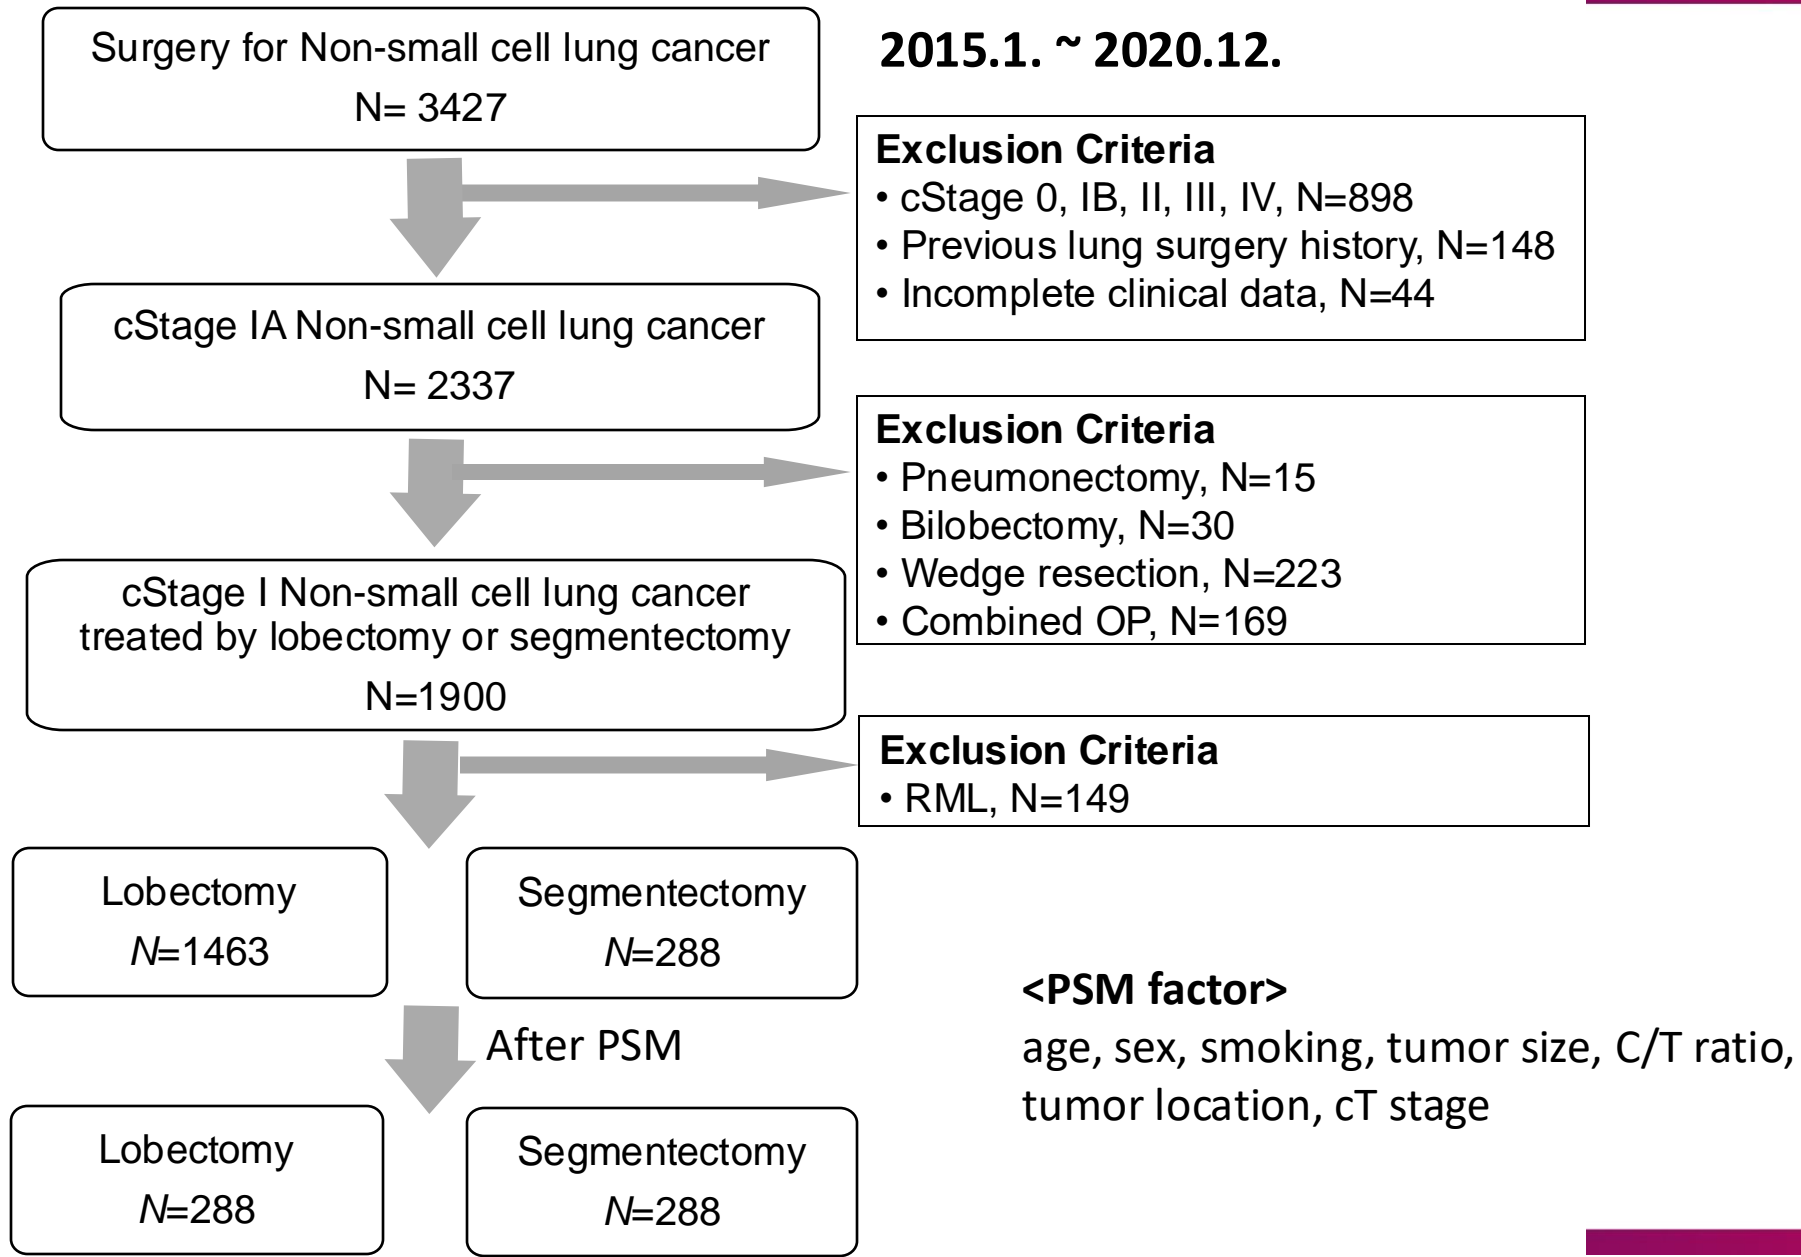 Surgery for Non-small cell lung cancer
N= 3427
2015.1. ~ 2020.12.
Exclusion Criteria
• cStage 0, IB, II, III, IV, N=898
• Previous lung surgery history, N=148
• Incomplete clinical data, N=44
cStage IA Non-small cell lung cancer
N= 2337
Exclusion Criteria
• Pneumonectomy, N=15
• Bilobectomy, N=30
• Wedge resection, N=223
• Combined OP, N=169
cStage I Non-small cell lung cancer
treated by lobectomy or segmentectomy
N=1900
Exclusion Criteria
• RML, N=149
Lobectomy
N=1463
Segmentectomy
N=288
After PSM
<PSM factor>
age, sex, smoking, tumor size, C/T ratio,
tumor location, cT stage
Lobectomy
N=288
Segmentectomy
N=288